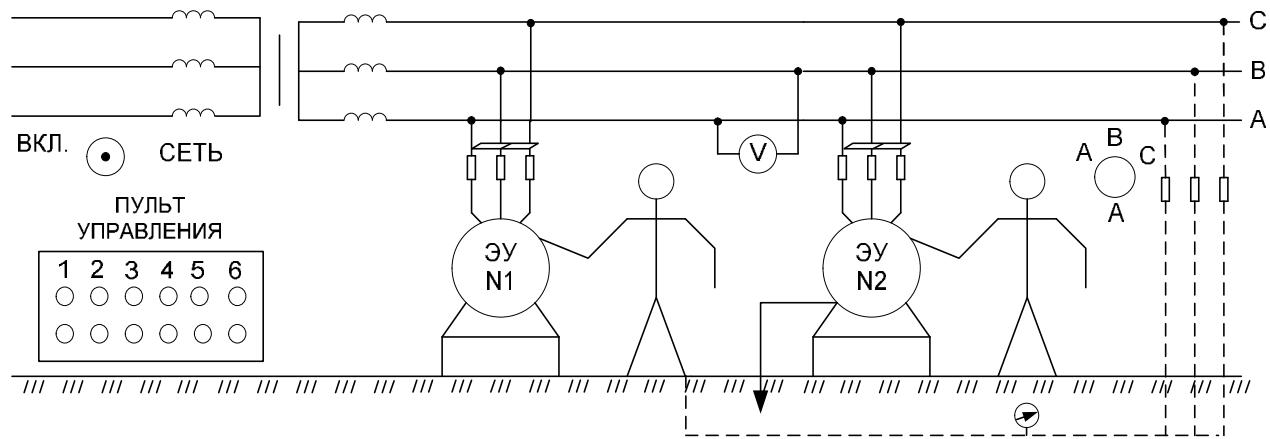 C
B
A
ВКЛ.
СЕТЬ
V
B
A
C
A
ПУЛЬТ
УПРАВЛЕНИЯ
1 2 3 4 5 6
ЭУ
N1
ЭУ
N2